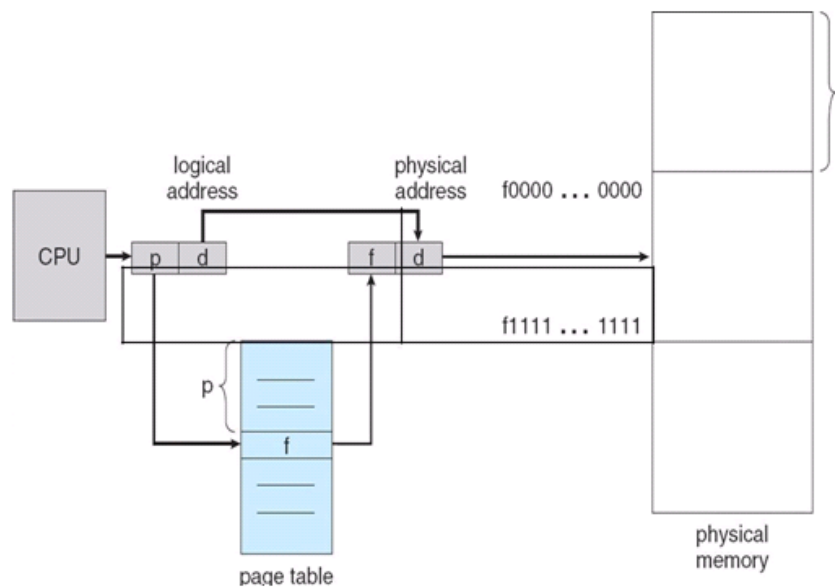 logical
address
physical
address
f0000 ... 0000
CPU
p
d
f
d
f1111 ... 1111
p
f
page table
physical
memory